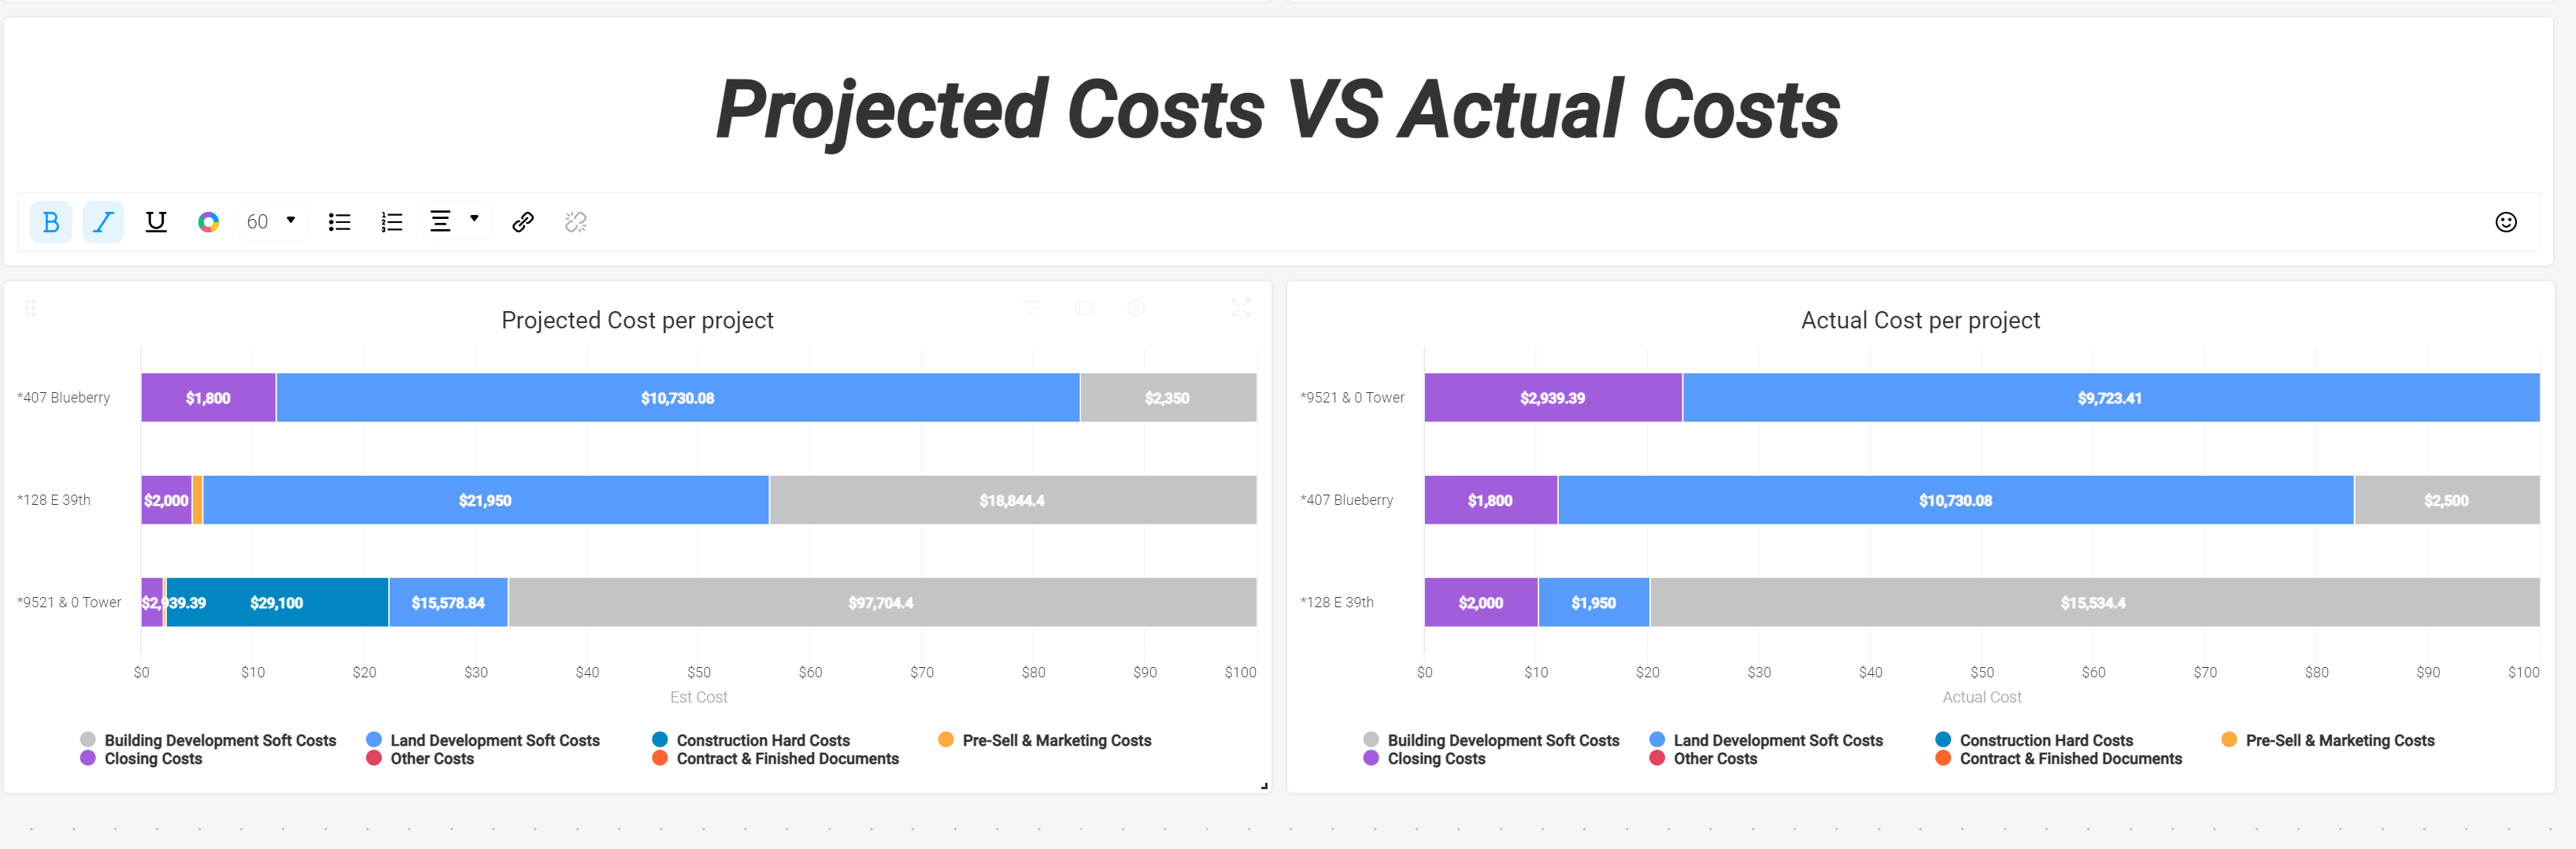 Projected Costs VS Actual Costs
B I U 60
Projected Cost per project
*407 Blueberry $1,800 $10,730.08 $2,350
*128 E 39th $2,000 $21,950 $18,844.4
*9521 & 0 Tower $2,939.39 $29,100 $15,578.84 $97,704.4
$0 $10 $20 $30 $40 $50 $60 $70 $80 $90 $100
Est Cost
Building Development Soft Costs Land Development Soft Costs Construction Hard Costs Pre-Sell & Marketing Costs
Closing Costs Other Costs Contract & Finished Documents
Actual Cost per project
*9521 & 0 Tower $2,939.39 $9,723.41
*407 Blueberry $1,800 $10,730.08 $2,500
*128 E 39th $2,000 $1,950 $15,534.4
$0 $10 $20 $30 $40 $50 $60 $70 $80 $90 $100
Actual Cost
Building Development Soft Costs Land Development Soft Costs Construction Hard Costs Pre-Sell & Marketing Costs
Closing Costs Other Costs Contract & Finished Documents